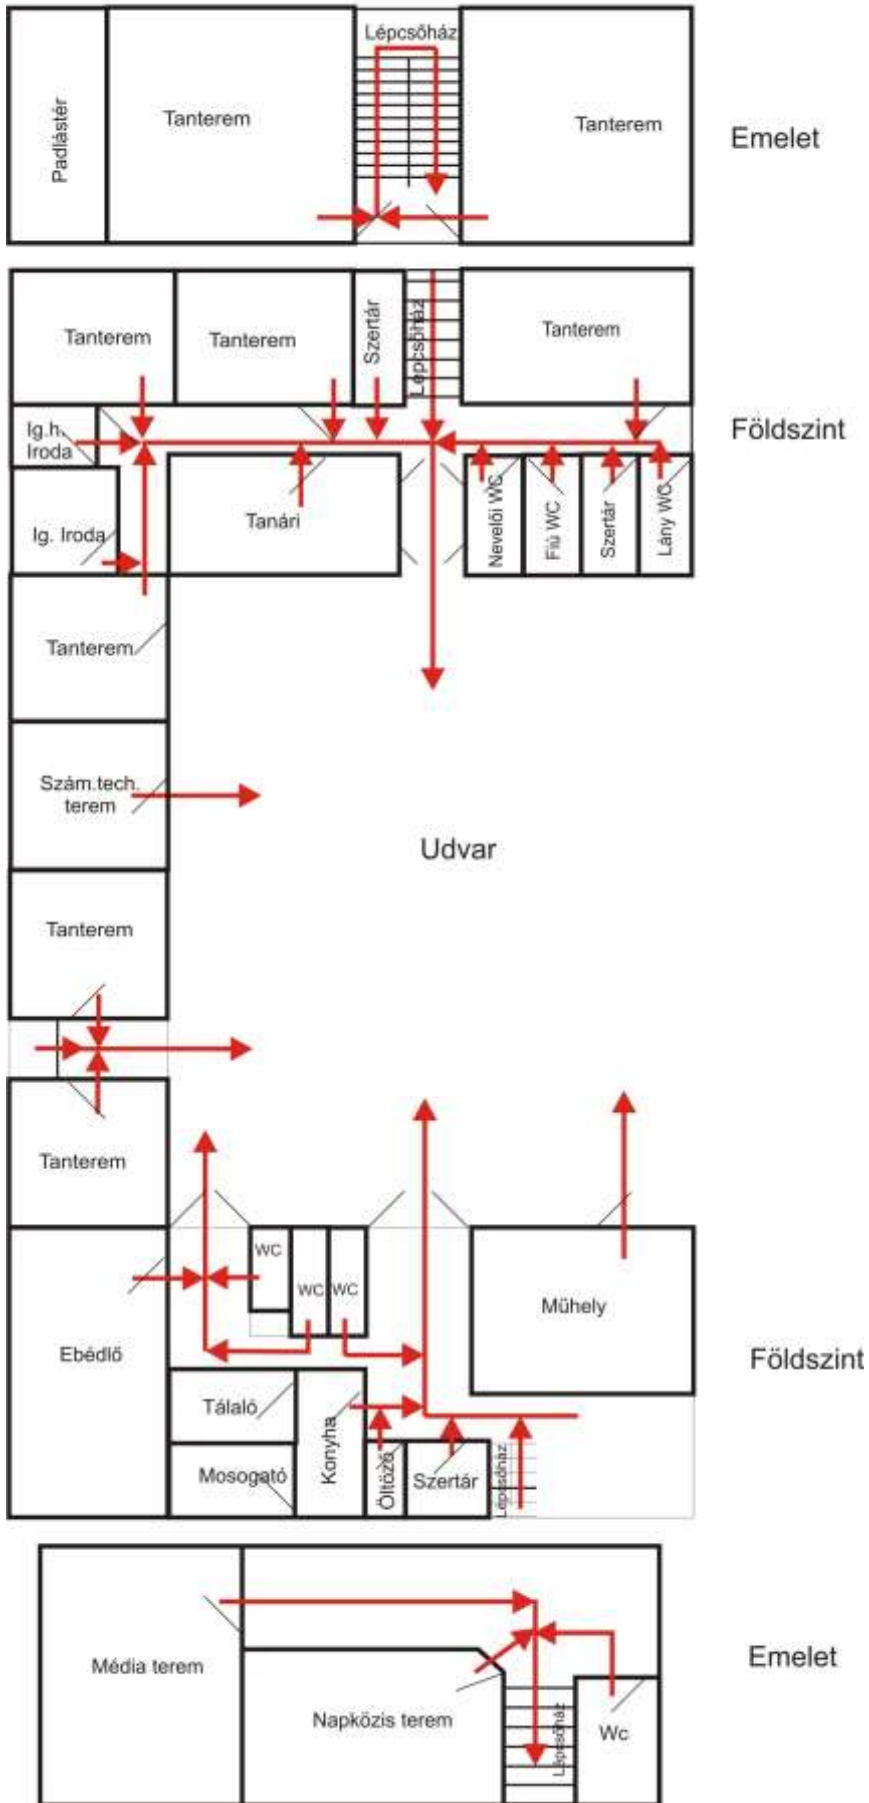 Lépcsőház
Padlástér
Tanterem
Tanterem
Emelet
Tanterem
Tanterem
Szertár
Lépcsőház
Tanterem
Ig.h.
Iroda
Földszint
Ig. Iroda
Tanári
Nevelői WC
Fiú WC
Szertár
Lány WC
Tanterem
Szám.tech.
terem
Udvar
Tanterem
Tanterem
WC
WC
WC
Műhely
Ebédlő
Földszint
Tálaló
Konyha
Mosogató
Öltöző
Szertár
Lépcsőház
Média terem
Emelet
Napközis terem
Lépcsőház
Wc